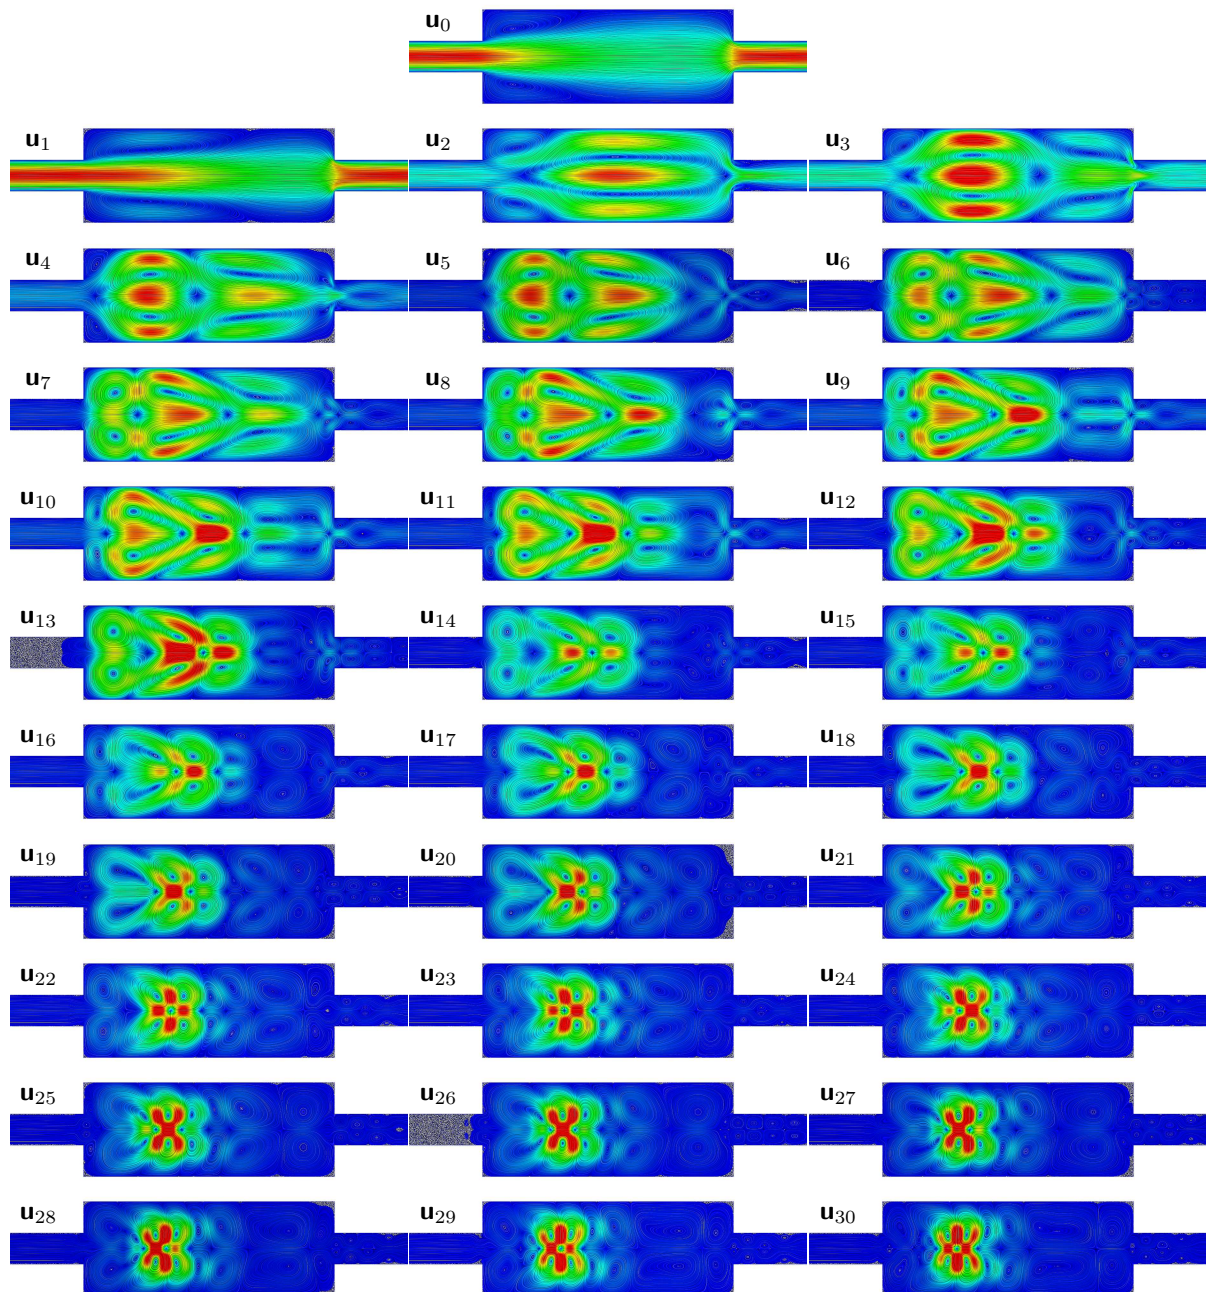 u₀
u₁ u₂ u₃
u₄ u₅ u₆
u₇ u₈ u₉
u₁₀ u₁₁ u₁₂
u₁₃ u₁₄ u₁₅
u₁₆ u₁₇ u₁₈
u₁₉ u₂₀ u₂₁
u₂₂ u₂₃ u₂₄
u₂₅ u₂₆ u₂₇
u₂₈ u₂₉ u₃₀